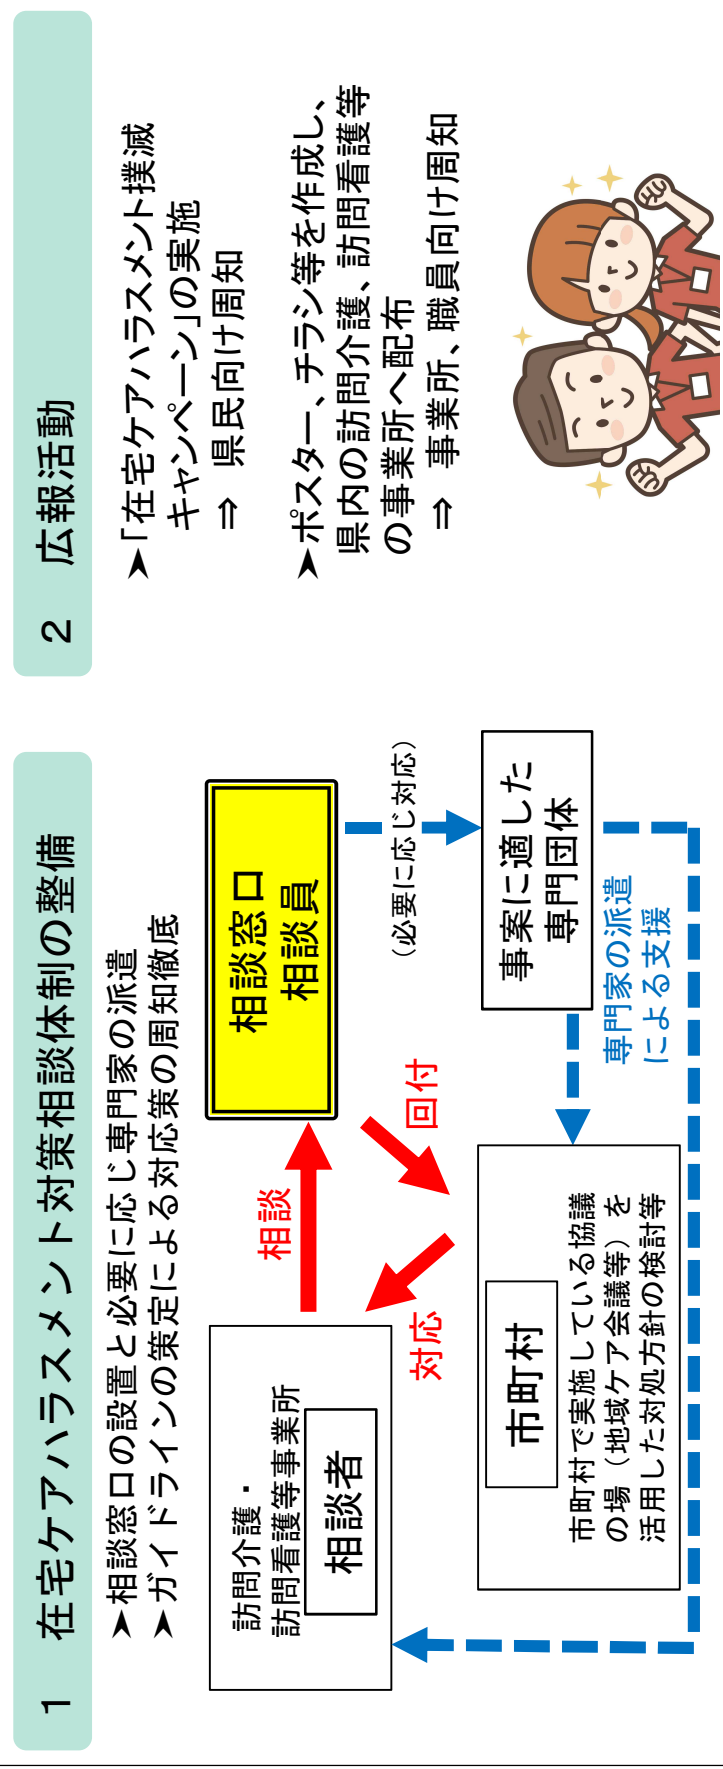 1　在宅ケアハラスメント対策相談体制の整備
➤相談窓口の設置と必要に応じ専門家の派遣
➤ガイドラインの策定による対応策の周知徹底
訪問介護・
訪問看護等事業所
相談者
相談
相談窓口
相談員
対応
回付
（必要に応じ対応）
市町村
市町村で実施している協議
の場（地域ケア会議等）を
活用した対処方針の検討等
事案に適した
専門団体
専門家の派遣
による支援
2　広報活動
➤「在宅ケアハラスメント撲滅
キャンペーン」の実施
⇒ 県民向け周知
➤ポスター、チラシ等を作成し、
県内の訪問介護、訪問看護等
の事業所へ配布
⇒ 事業所、職員向け周知